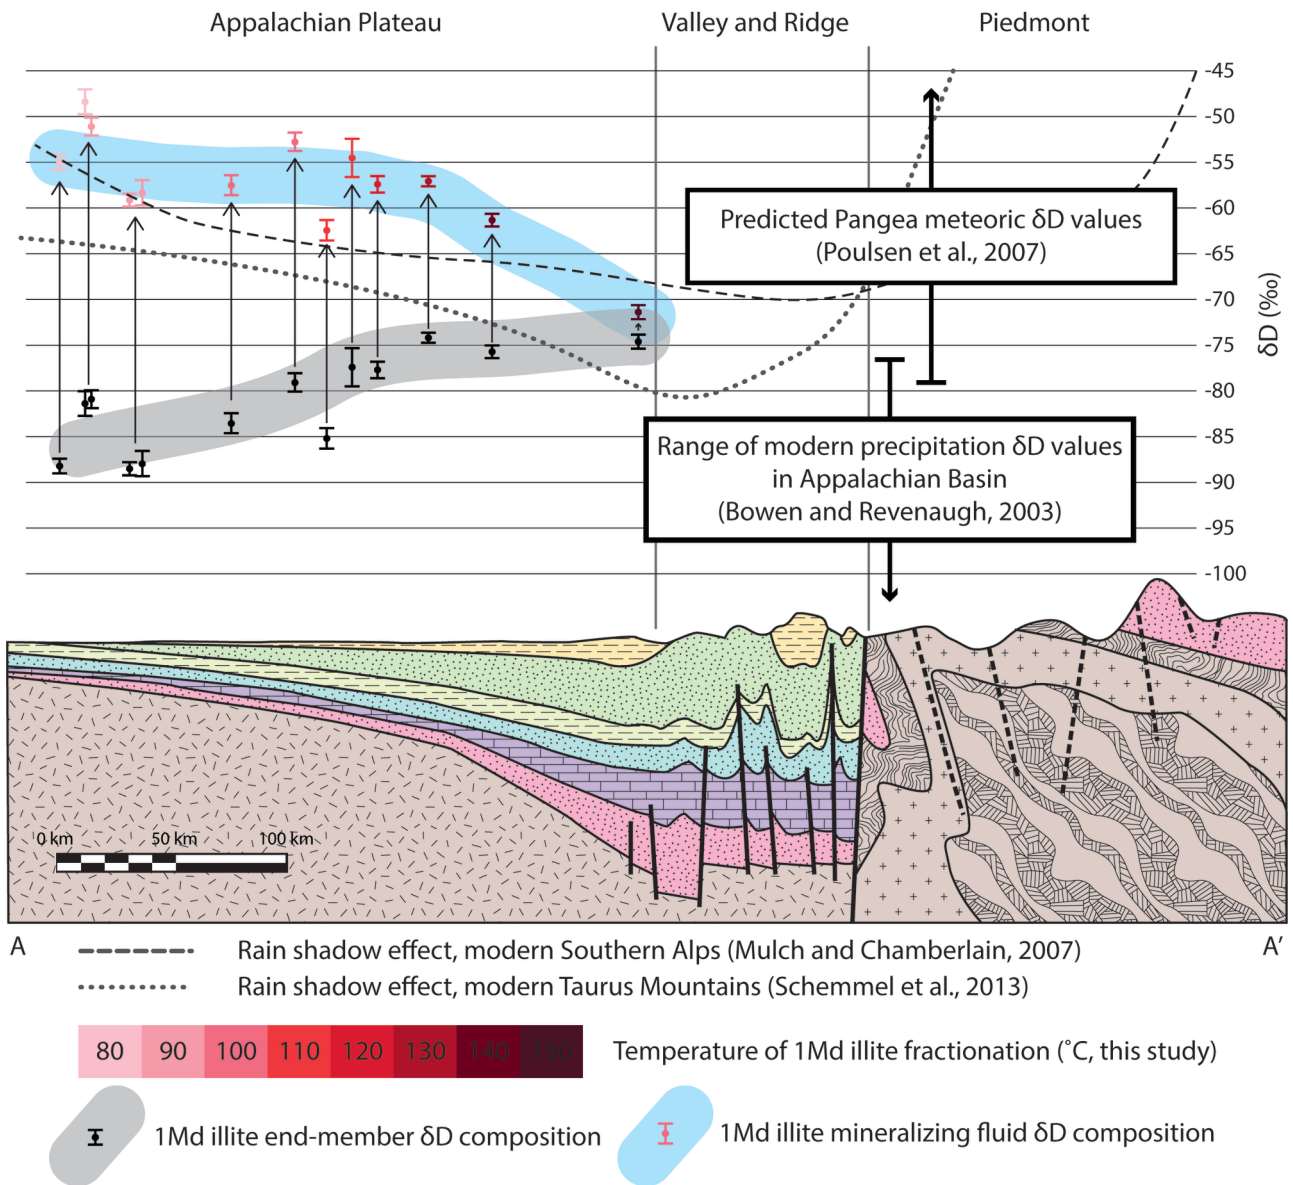 Appalachian Plateau
Valley and Ridge
Piedmont
-45
-50
-55
-60
-65
-70
-75
-80
-85
-90
-95
-100
δD (‰)
Predicted Pangea meteoric δD values
(Poulsen et al., 2007)
Range of modern precipitation δD values
in Appalachian Basin
(Bowen and Revenaugh, 2003)
0 km 50 km 100 km
A
A'
Rain shadow effect, modern Southern Alps (Mulch and Chamberlain, 2007)
Rain shadow effect, modern Taurus Mountains (Schemmel et al., 2013)
80 90 100 110 120 130 140 190
Temperature of 1Md illite fractionation (˚C, this study)
1Md illite end-member δD composition
1Md illite mineralizing fluid δD composition